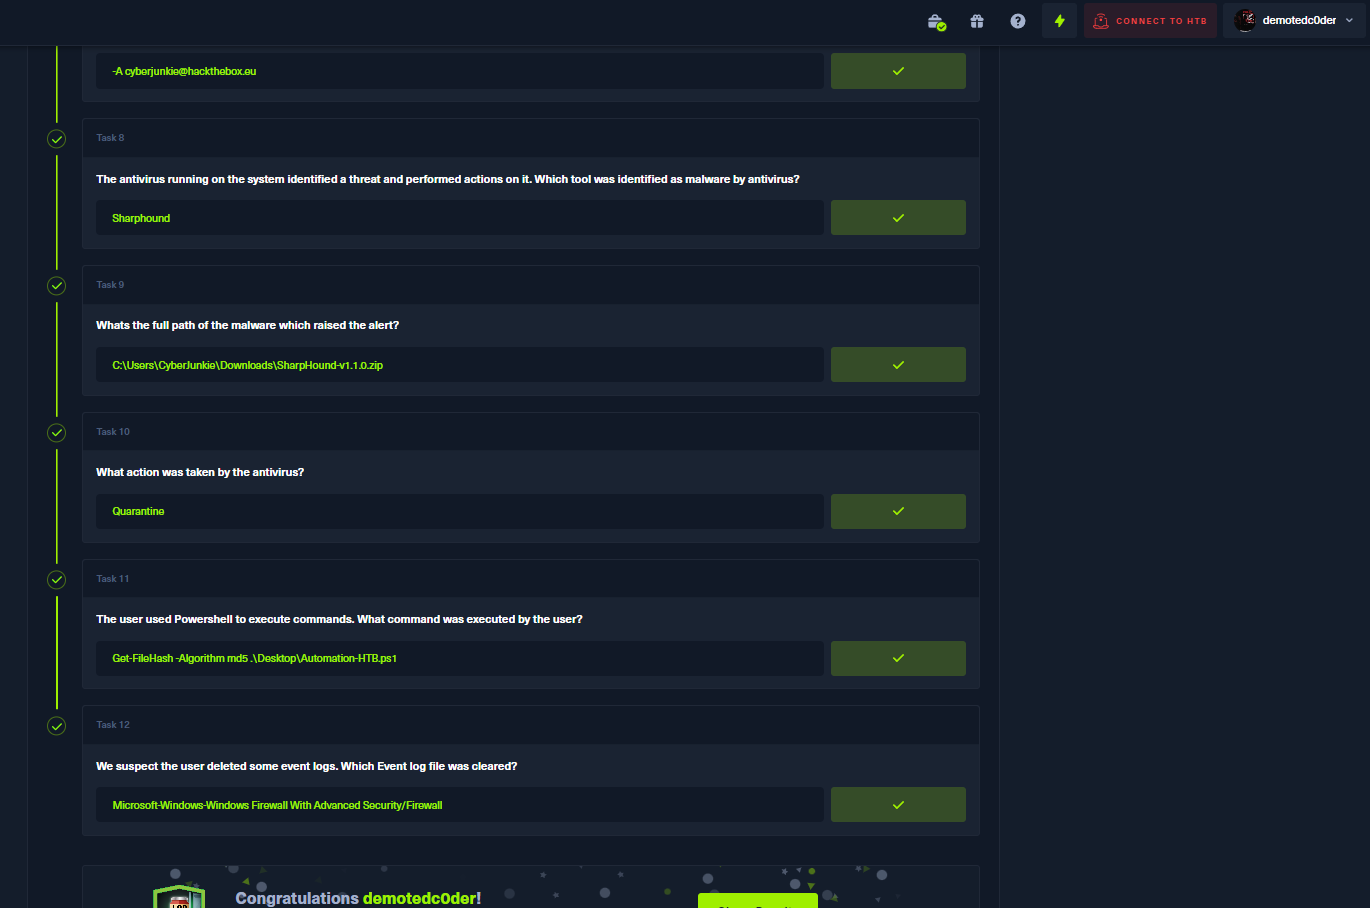 CONNECT TO HTB
demotedc0der
-A cyberjunkie@hackthebox.eu
Task 8
The antivirus running on the system identified a threat and performed actions on it. Which tool was identified as malware by antivirus?
Sharphound
Task 9
Whats the full path of the malware which raised the alert?
C:\Users\CyberJunkie\Downloads\SharpHound-v1.1.0.zip
Task 10
What action was taken by the antivirus?
Quarantine
Task 11
The user used Powershell to execute commands. What command was executed by the user?
Get-FileHash -Algorithm md5 .\Desktop\Automation-HTB.ps1
Task 12
We suspect the user deleted some event logs. Which Event log file was cleared?
Microsoft-Windows-Windows Firewall With Advanced Security/Firewall
Congratulations demotedc0der!